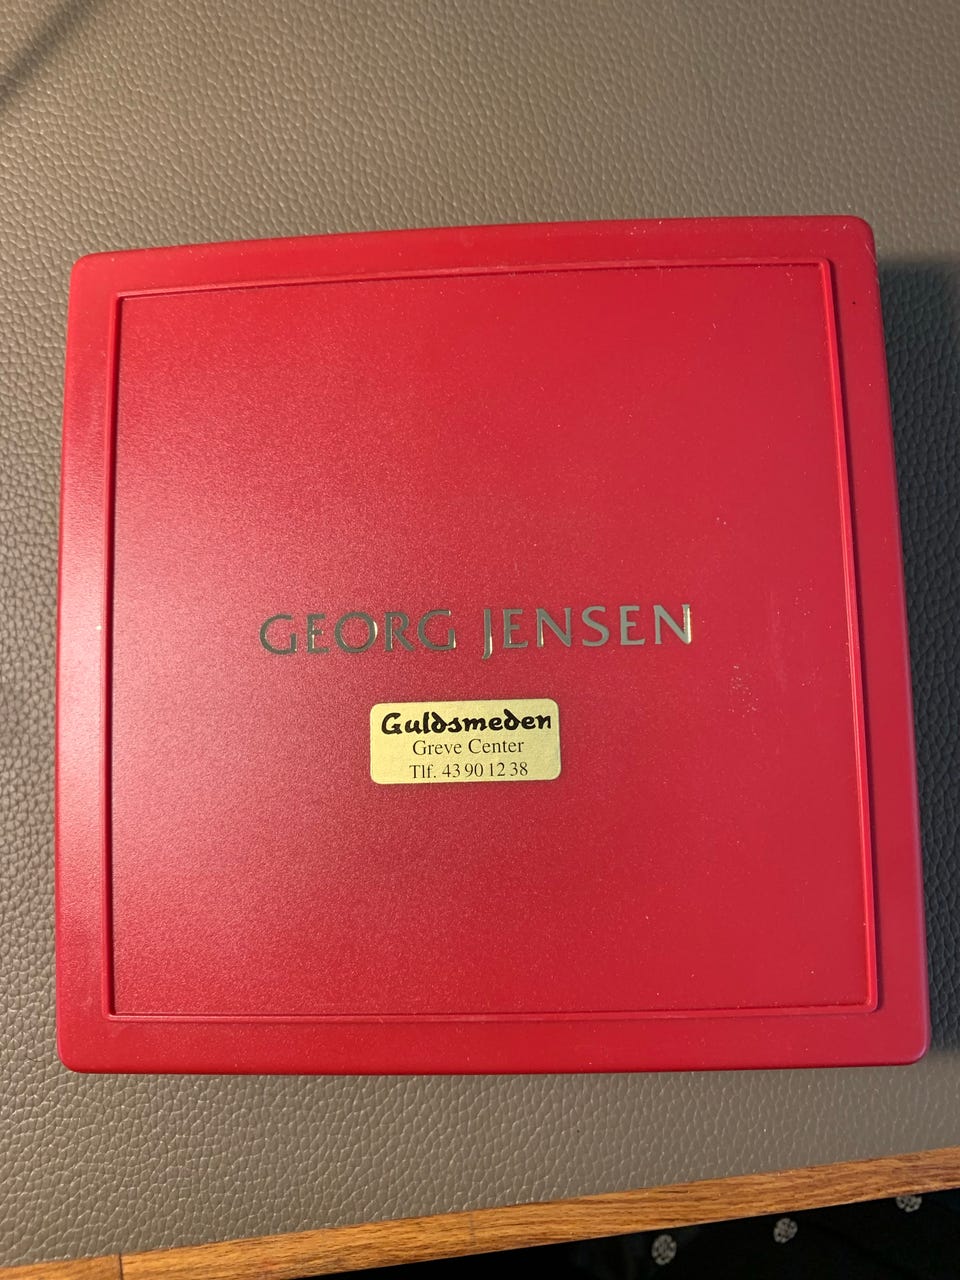 GEORG JENSEN
Guldsmeden
Greve Center
Tlf. 43 90 12 38